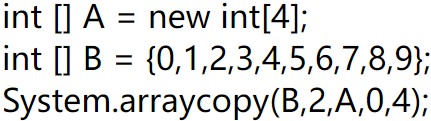 int [] A = new int[4];
int [] B = {0,1,2,3,4,5,6,7,8,9};
System.arraycopy(B,2,A,0,4);